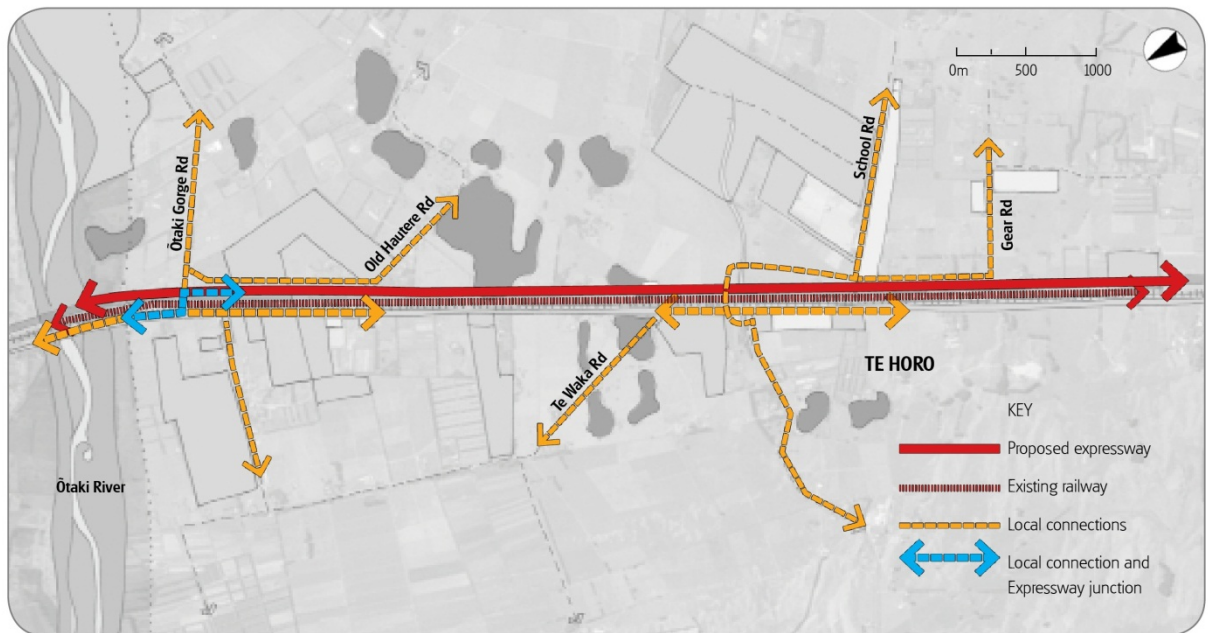 0m 500 1000
Ōtaki Gorge Rd
Old Hautere Rd
School Rd
Gear Rd
Te Waka Rd
TE HORO
Ōtaki River
KEY
Proposed expressway
Existing railway
Local connections
Local connection and
Expressway junction